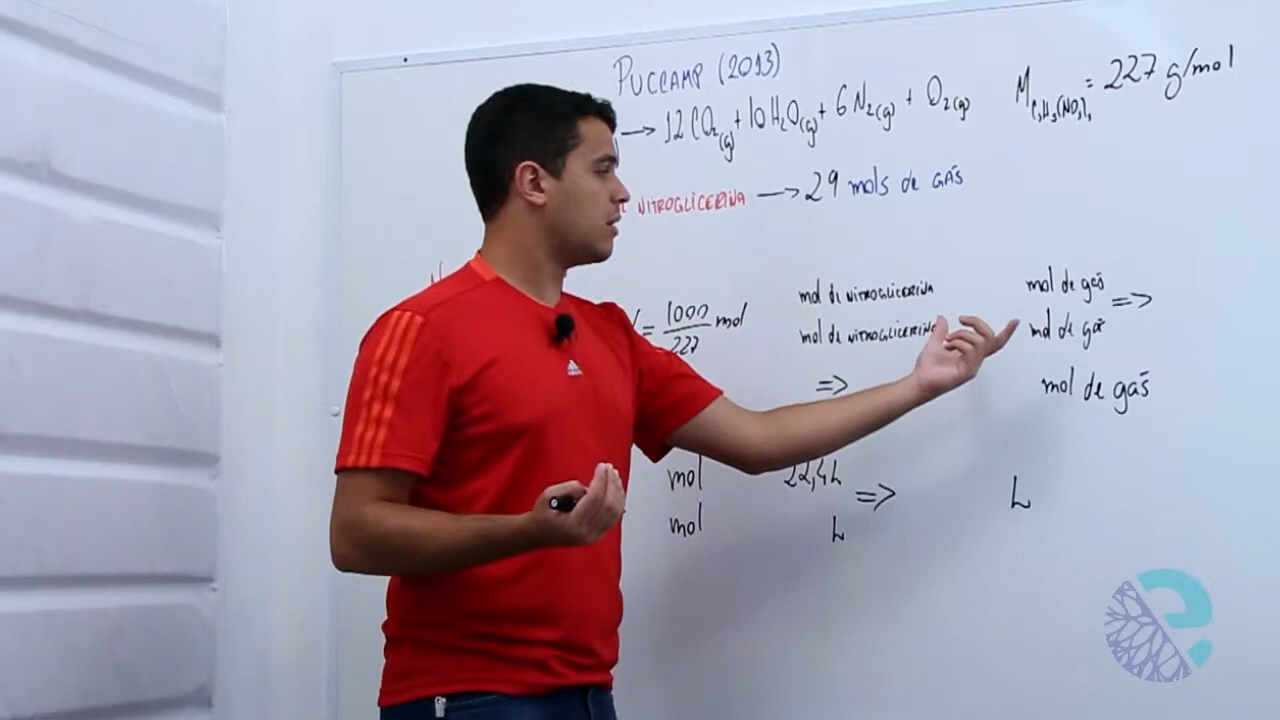 PUCCAMP (2013)
→ 12 CO₂(g) + 10 H₂O(g) + 6 N₂(g) + O₂(g) M C₃H₅(NO₃)₃ = 227 g/mol
NITROGLICERINA → 29 mols de GÁS
mol de NITROGLICERINA mol de gás =>
= 1000/227 mol mol de NITROGLICERINA mol de gás
=> mol de gás
mol 22,4 L => L
mol L